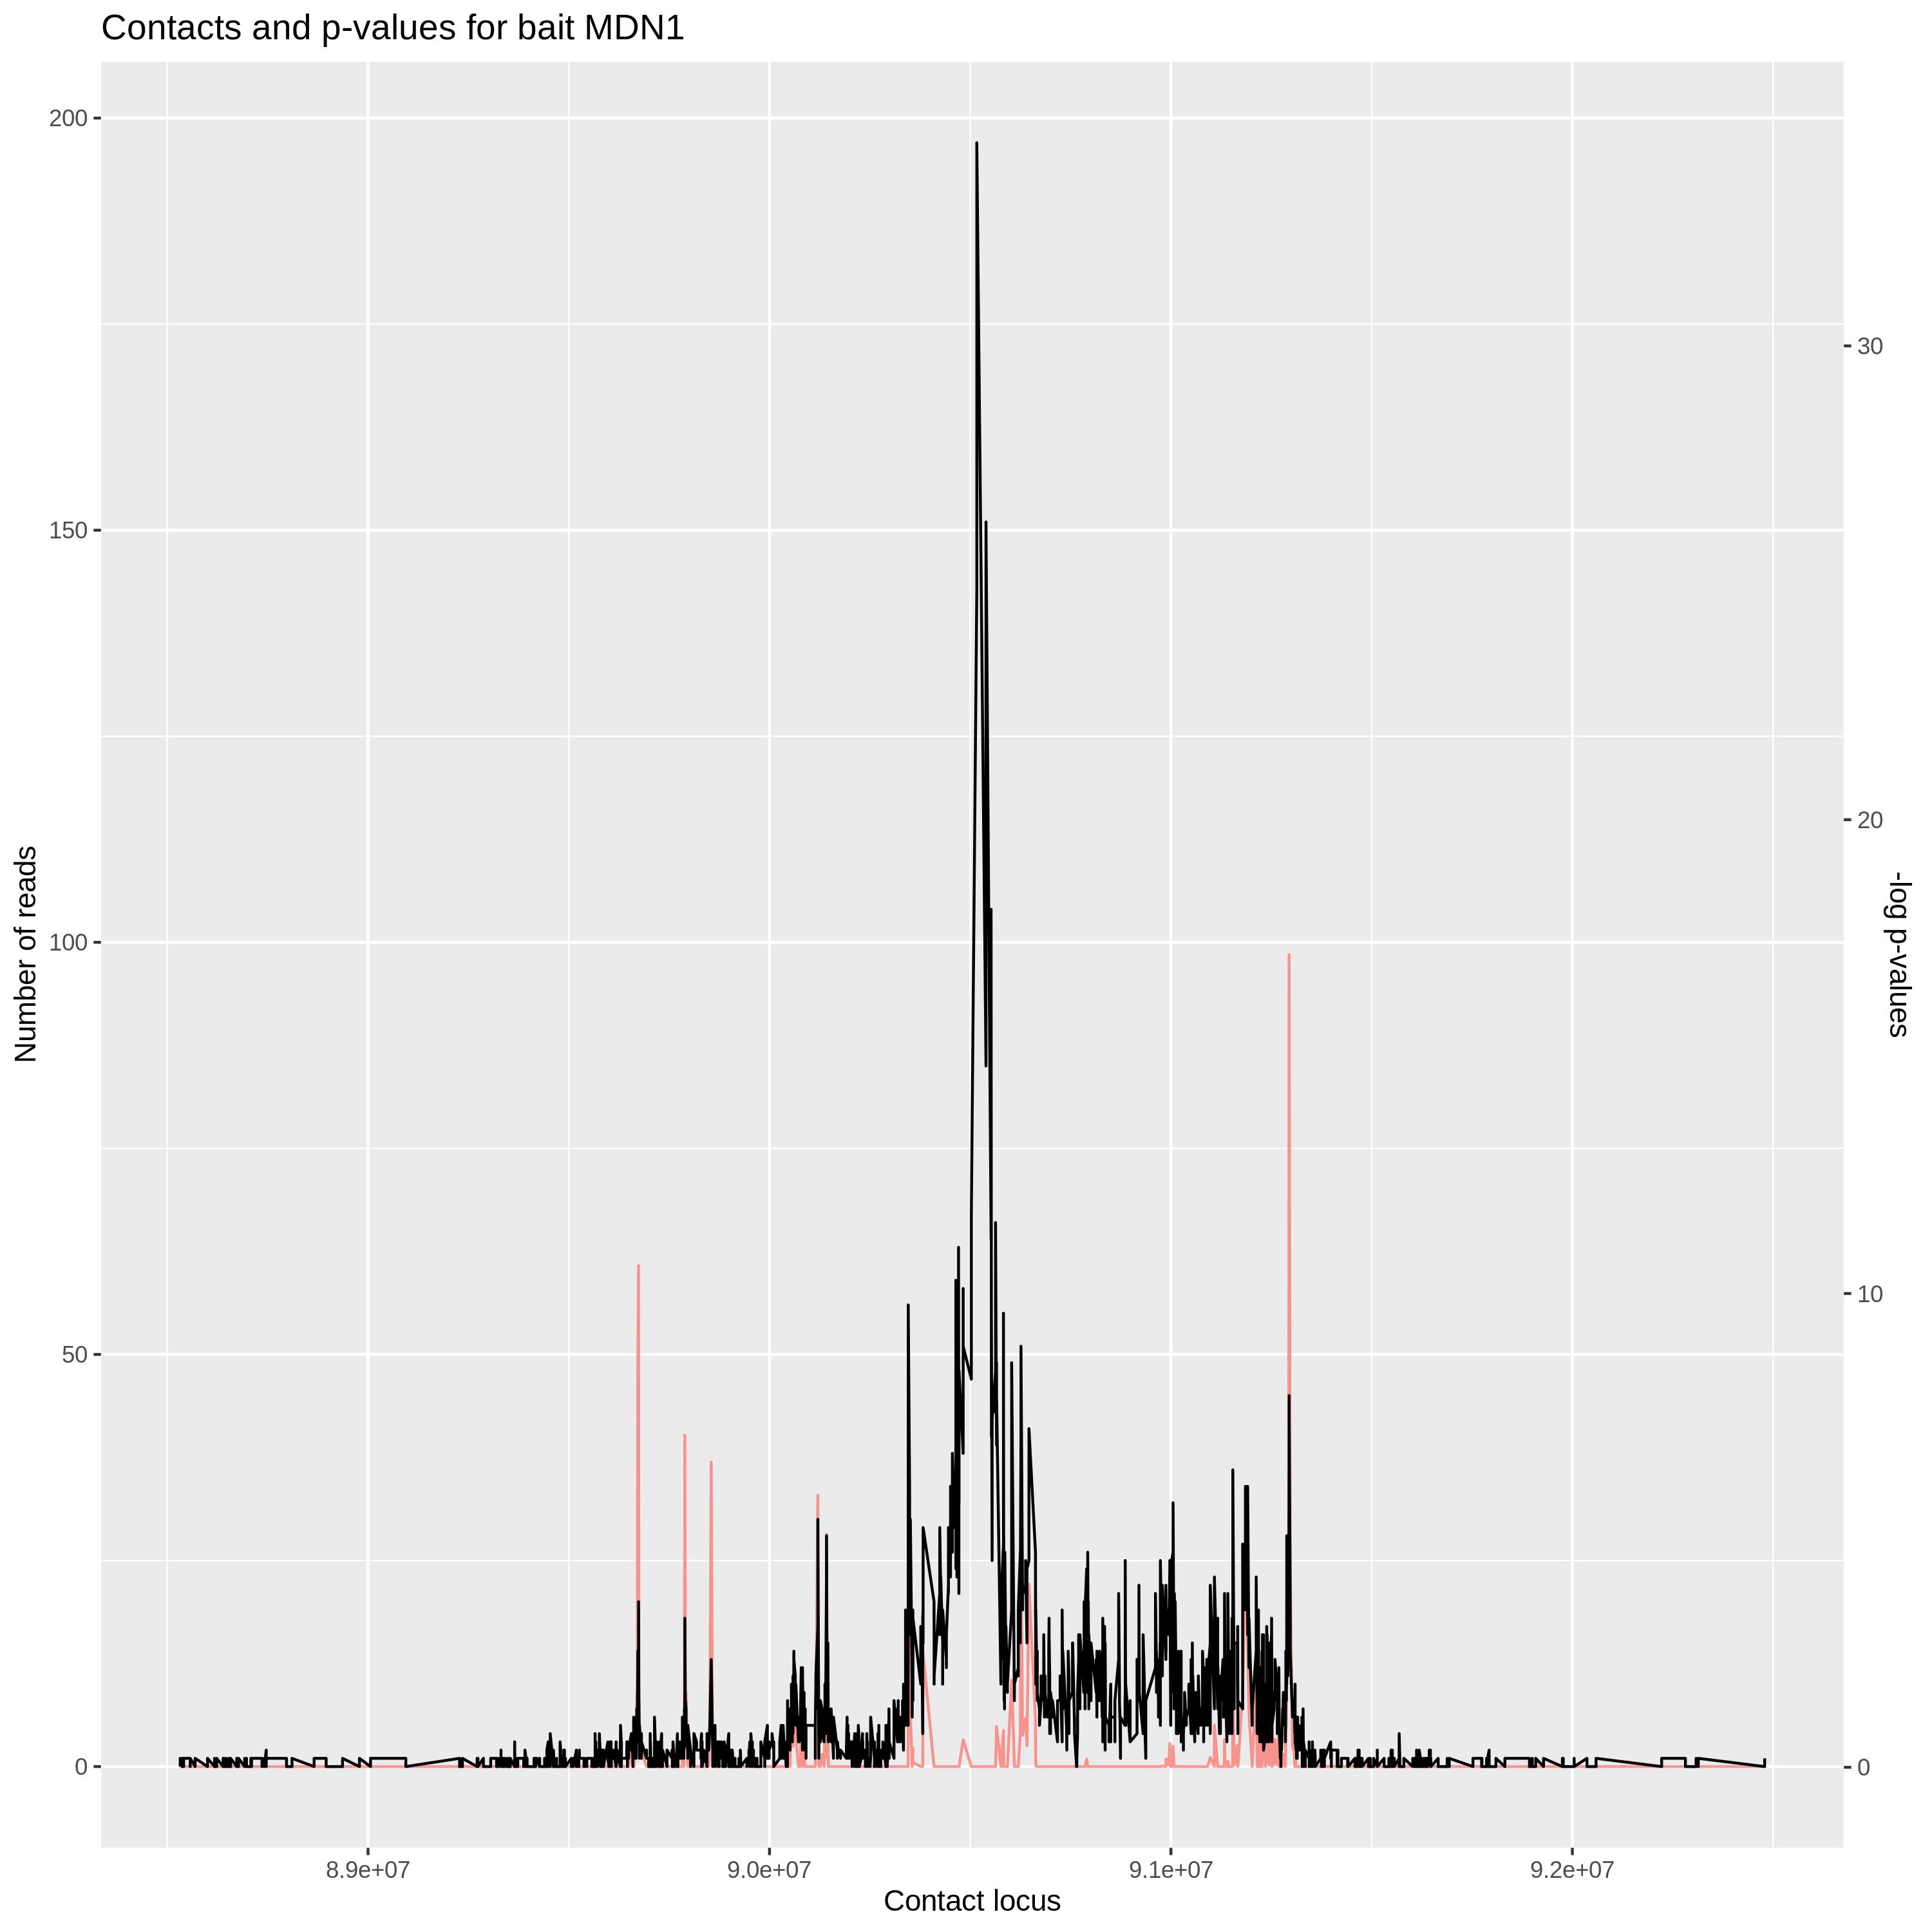 Contacts and p-values for bait MDN1
200
150
100
50
0
Number of reads
30
20
10
0
-log p-values
8.9e+07
9.0e+07
9.1e+07
9.2e+07
Contact locus